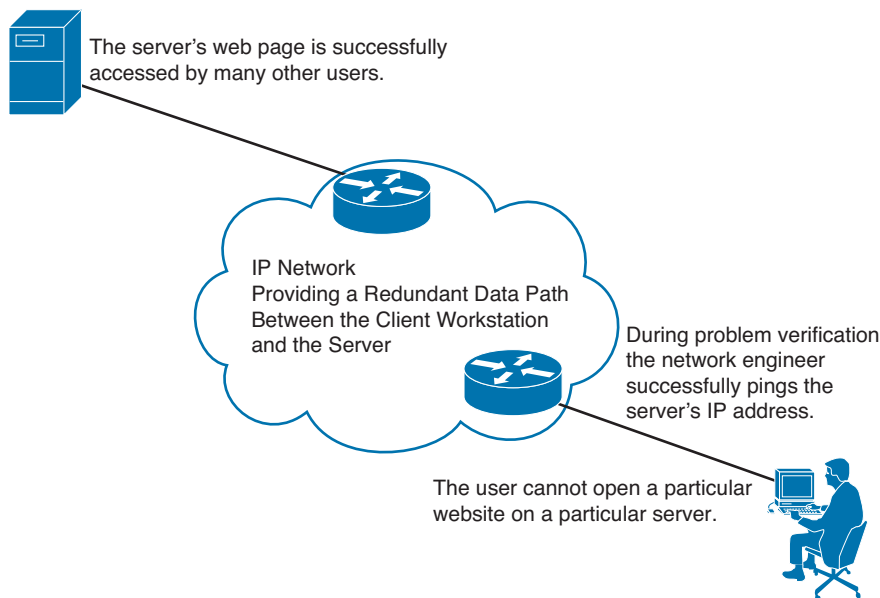 The server's web page is successfully
accessed by many other users.
IP Network
Providing a Redundant Data Path
Between the Client Workstation
and the Server
During problem verification
the network engineer
successfully pings the
server's IP address.
The user cannot open a particular
website on a particular server.